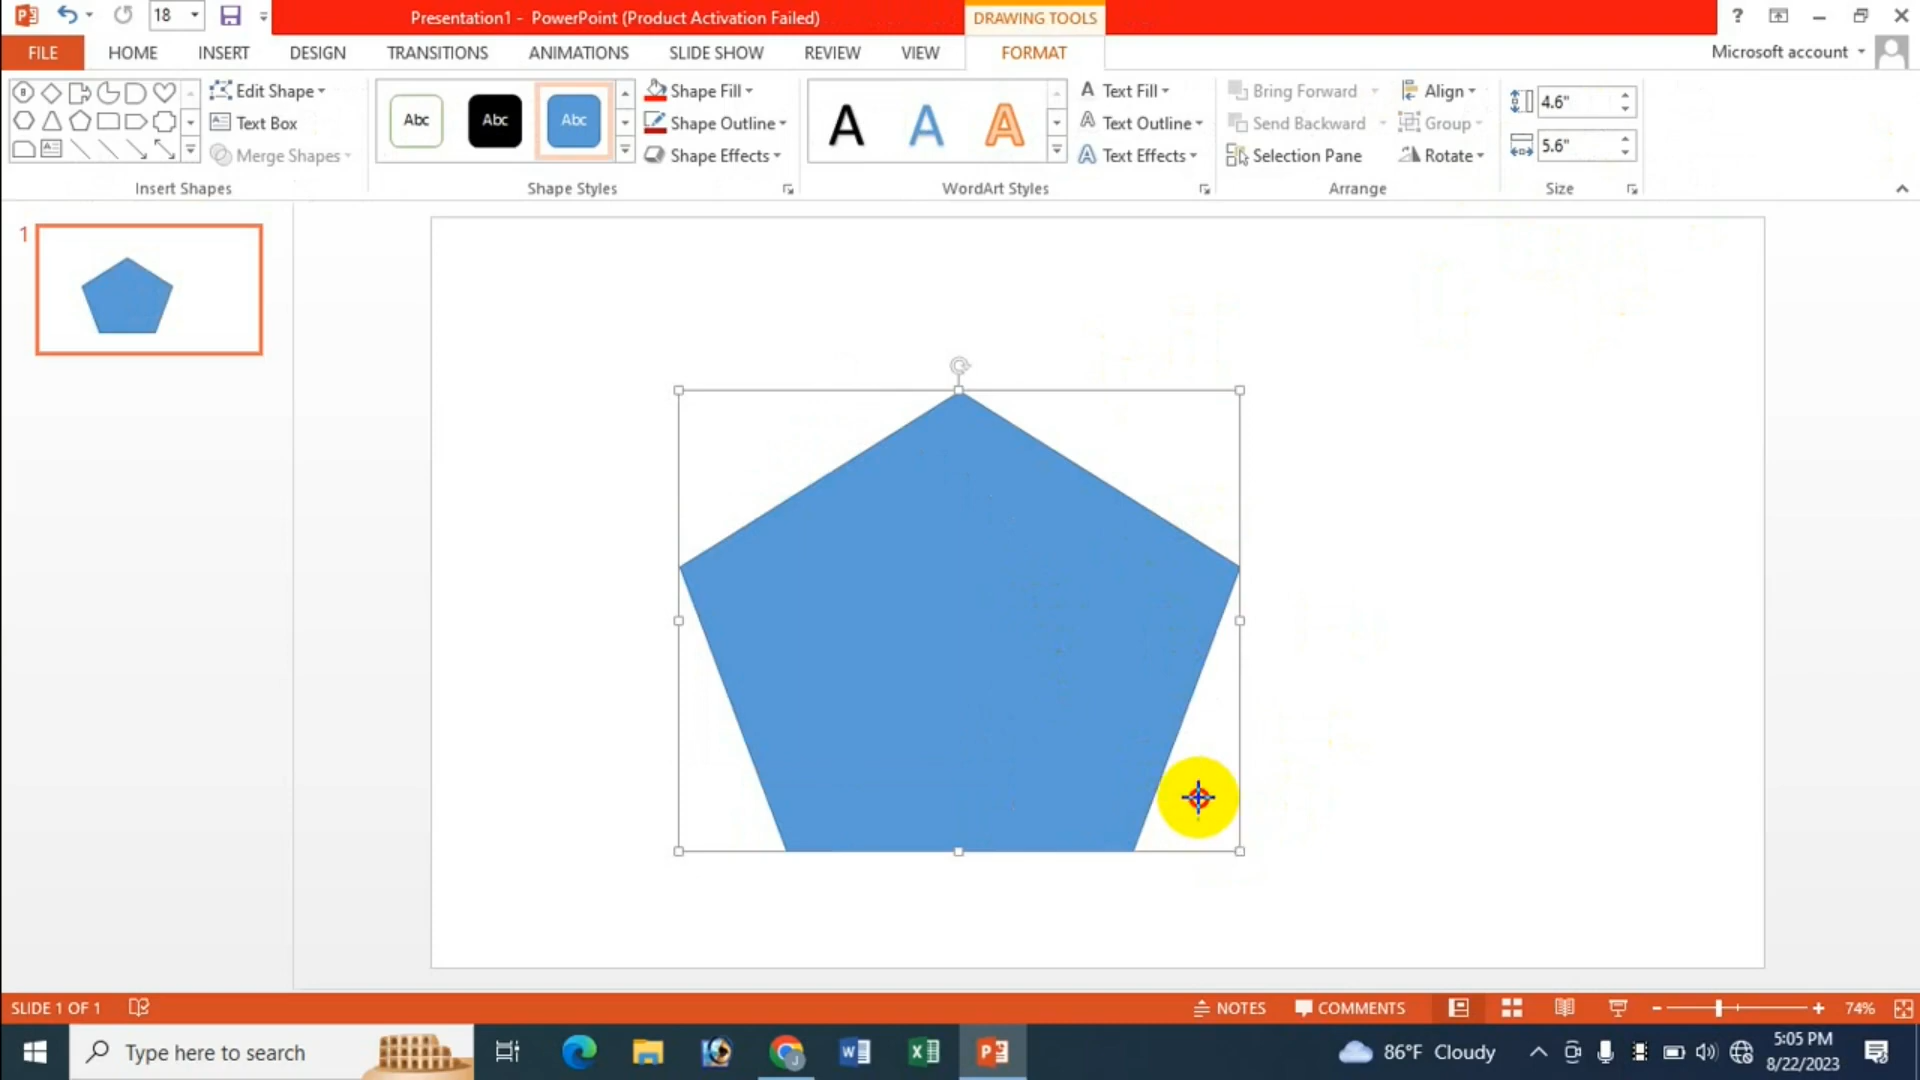 18
Presentation1 - PowerPoint (Product Activation Failed)
DRAWING TOOLS
?
FILE
HOME
INSERT
DESIGN
TRANSITIONS
ANIMATIONS
SLIDE SHOW
REVIEW
VIEW
FORMAT
Microsoft account
Edit Shape
Text Box
Merge Shapes
Insert Shapes
Abc
Abc
Abc
Shape Fill
Shape Outline
Shape Effects
Shape Styles
A
A
A
Text Fill
Text Outline
Text Effects
WordArt Styles
Bring Forward
Send Backward
Selection Pane
Align
Group
Rotate
Arrange
4.6"
5.6"
Size
1
SLIDE 1 OF 1
NOTES
COMMENTS
74%
Type here to search
86°F Cloudy
5:05 PM
8/22/2023